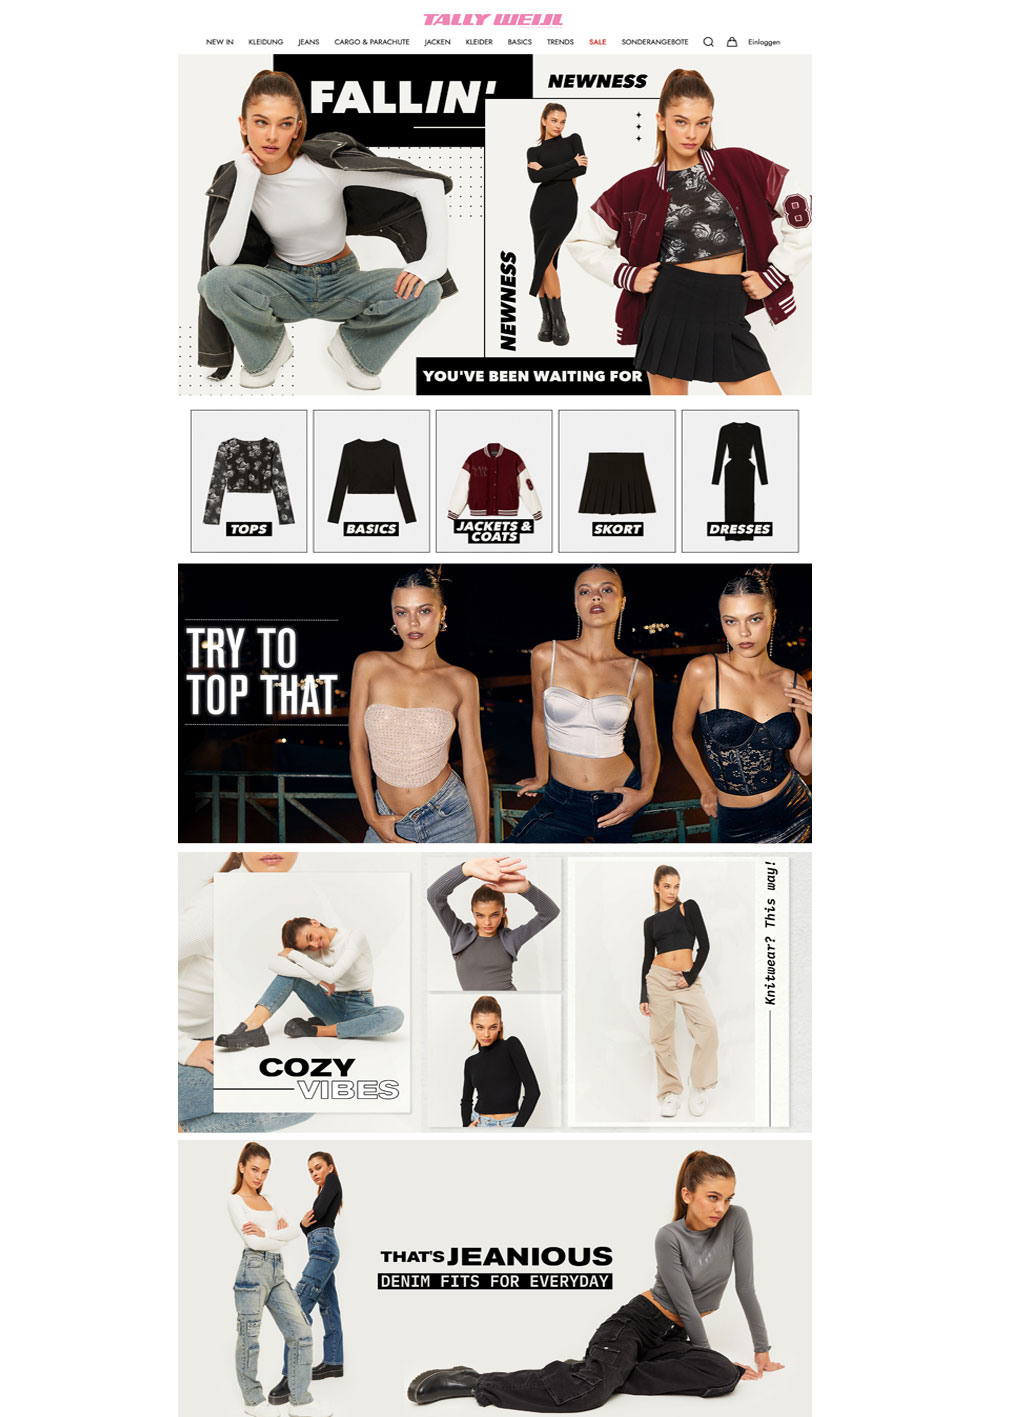 TALLY WEIJL
NEW IN KLEIDUNG JEANS CARGO & PARACHUTE JACKEN KLEIDER BASICS TRENDS SALE SONDERANGEBOTE Einloggen
FALLIN'
NEWNESS
NEWNESS
YOU'VE BEEN WAITING FOR
8
TOPS
BASICS
JACKETS &
COATS
SKORT
DRESSES
TRY TO
TOP THAT
COZY
VIBES
Knitwear? This way!
THAT'S JEANIOUS
DENIM FITS FOR EVERYDAY